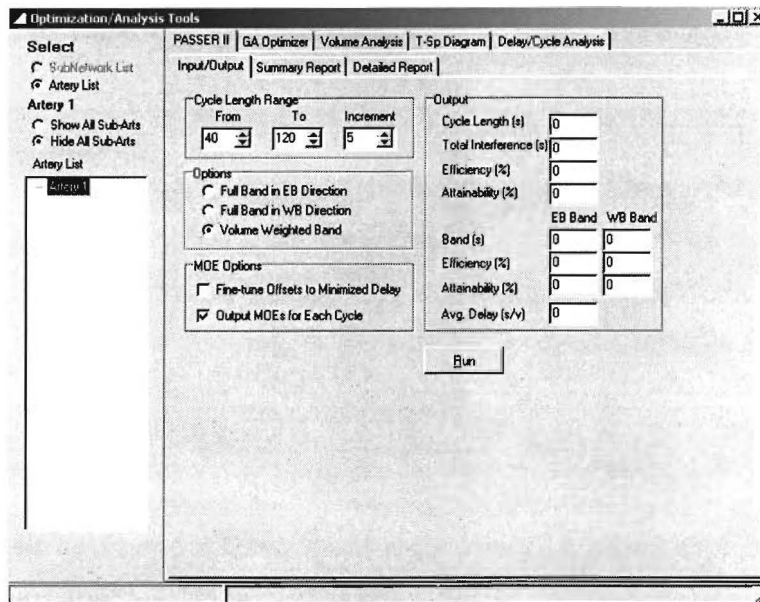 Optimization/Analysis Tools
Select
SubNetwork List
Artery List
Artery 1
Show All Sub-Arts
Hide All Sub-Arts
Artery List
Artery 1
PASSER II
GA Optimizer
Volume Analysis
T-Sp Diagram
Delay/Cycle Analysis
Input/Output
Summary Report
Detailed Report
Cycle Length Range
From To Increment
40 120 5
Options
Full Band in EB Direction
Full Band in WB Direction
Volume Weighted Band
MOE Options
Fine-tune Offsets to Minimized Delay
Output MOEs for Each Cycle
Output
Cycle Length (s) 0
Total Interference (s) 0
Efficiency (%) 0
Attainability (%) 0
EB Band WB Band
Band (s) 0 0
Efficiency (%) 0 0
Attainability (%) 0 0
Avg. Delay (s/v) 0
Run